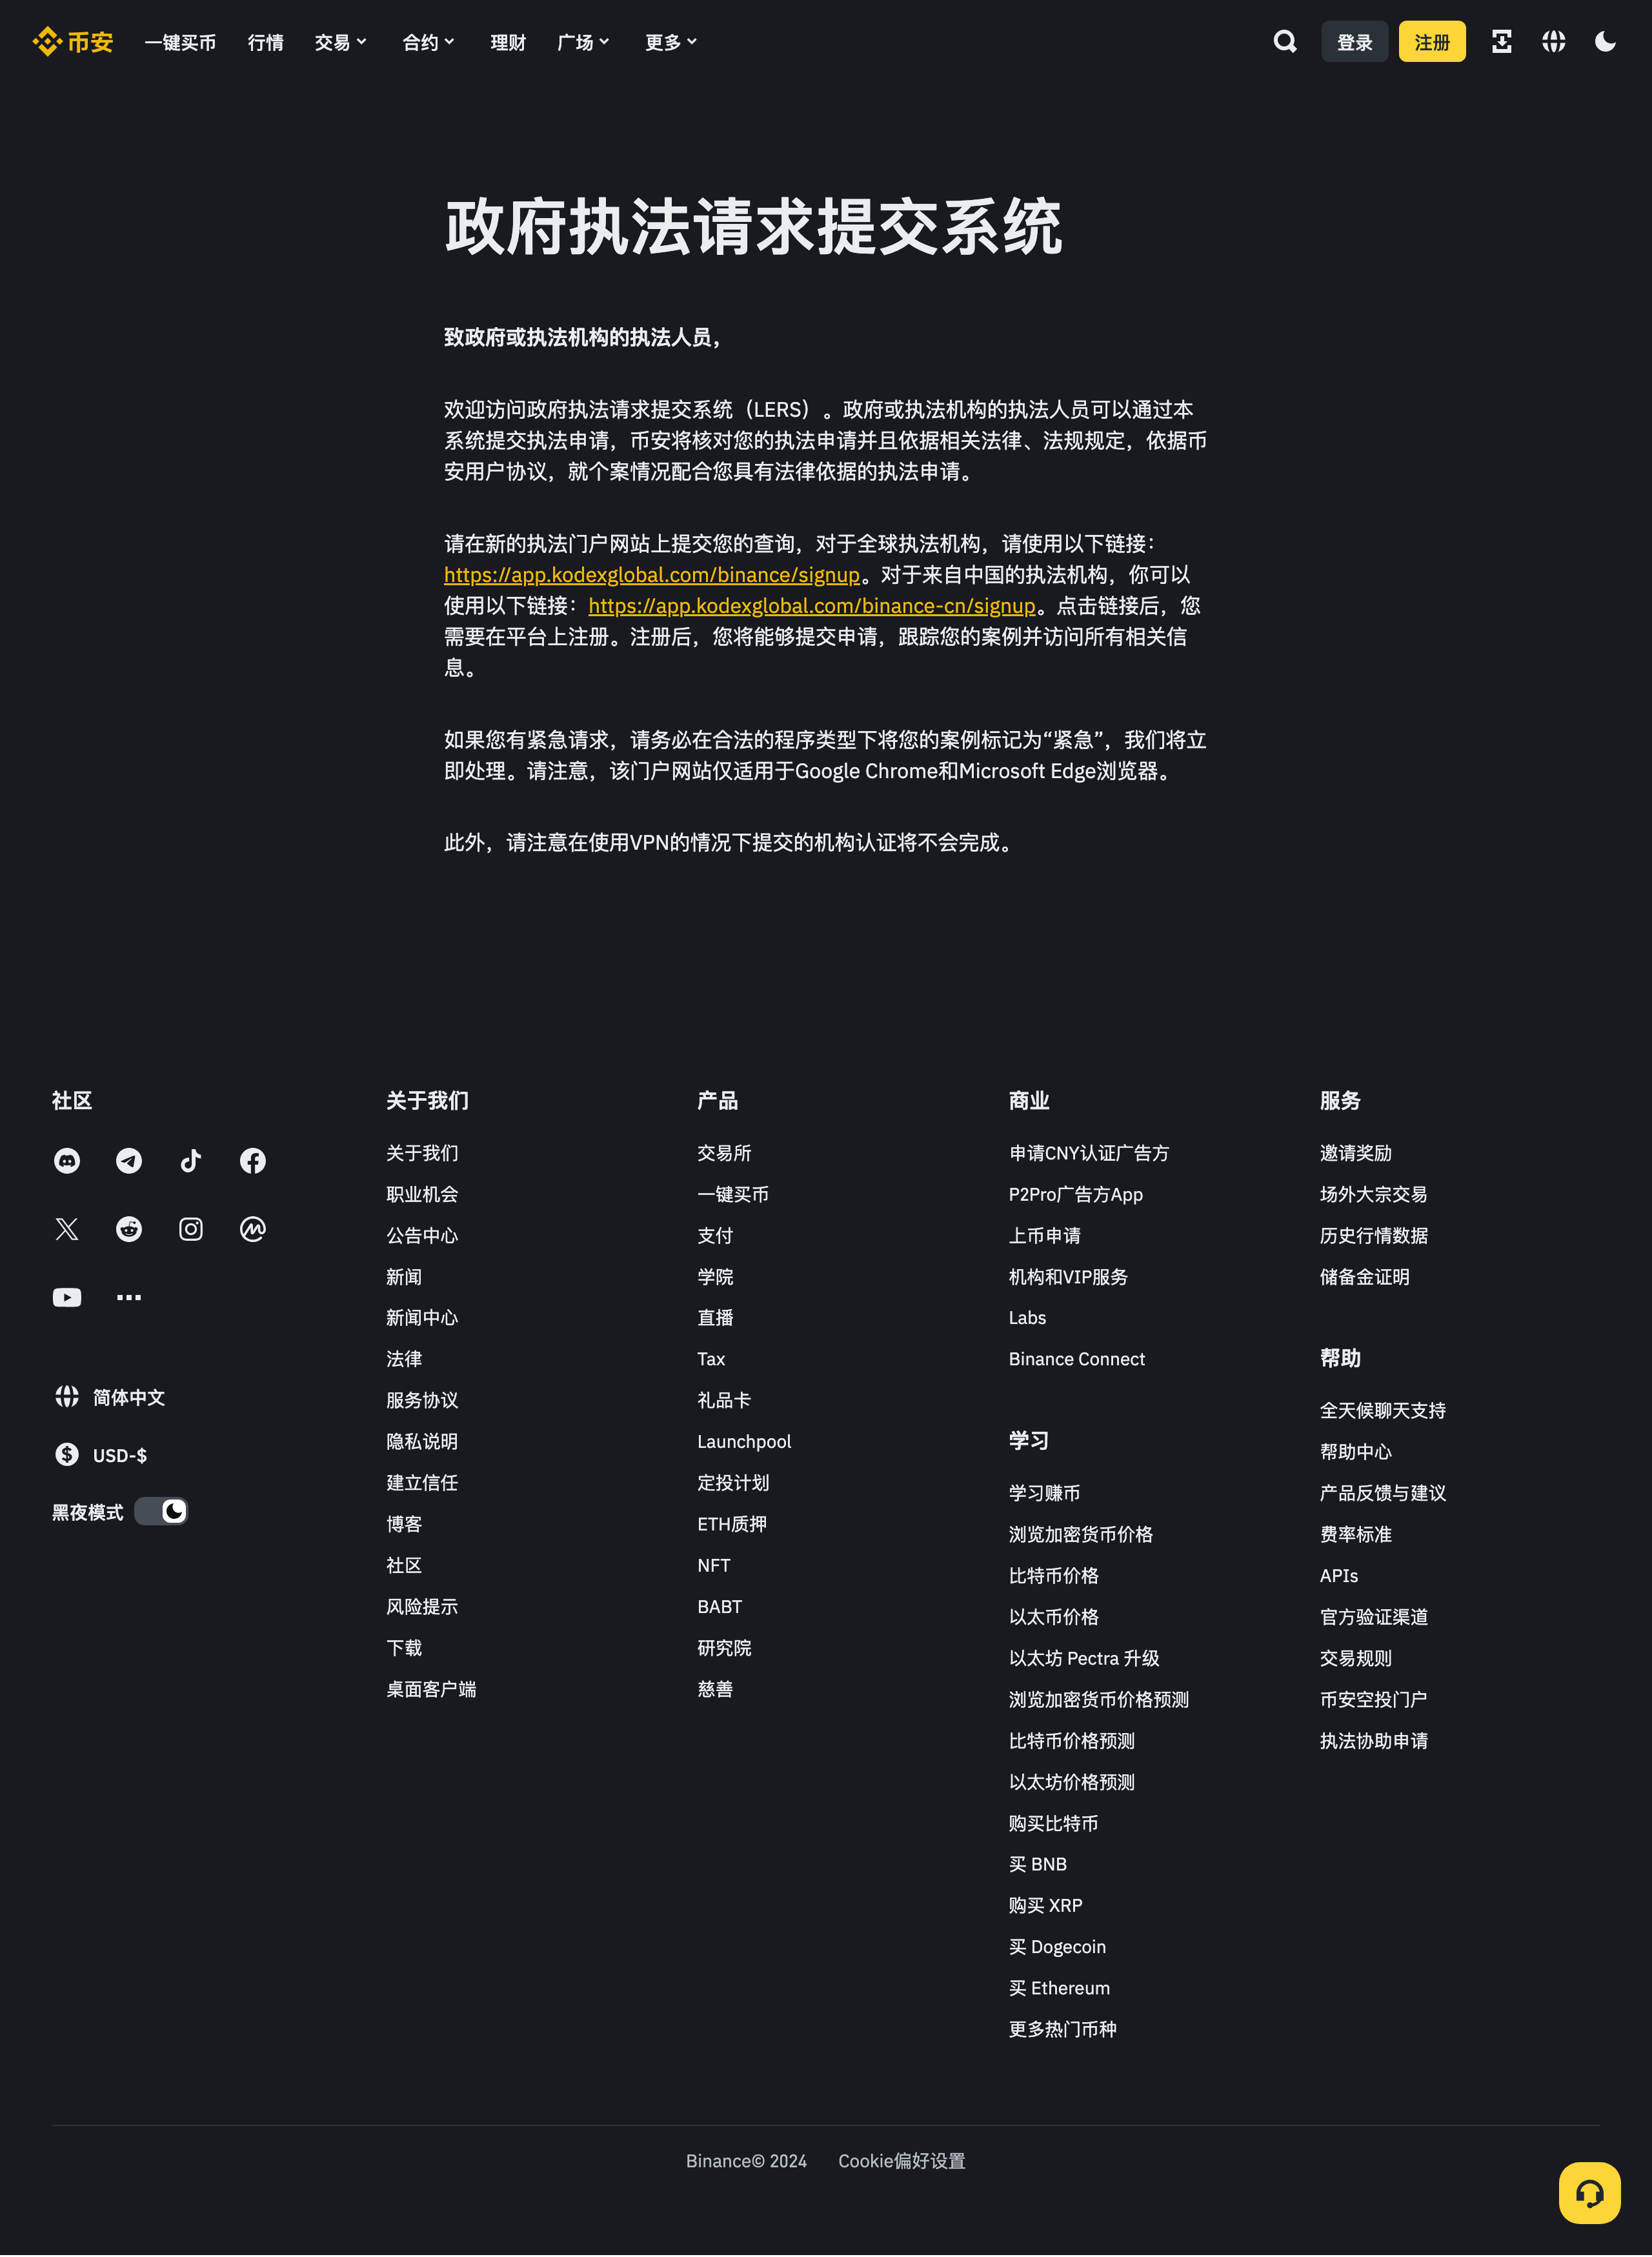 币安 一键买币 行情 交易 合约 理财 广场 更多 登录 注册
政府执法请求提交系统
致政府或执法机构的执法人员，
欢迎访问政府执法请求提交系统（LERS）。政府或执法机构的执法人员可以通过本
系统提交执法申请，币安将核对您的执法申请并且依据相关法律、法规规定，依据币
安用户协议，就个案情况配合您具有法律依据的执法申请。
请在新的执法门户网站上提交您的查询，对于全球执法机构，请使用以下链接：
https://app.kodexglobal.com/binance/signup。对于来自中国的执法机构，你可以
使用以下链接：https://app.kodexglobal.com/binance-cn/signup。点击链接后，您
需要在平台上注册。注册后，您将能够提交申请，跟踪您的案例并访问所有相关信
息。
如果您有紧急请求，请务必在合法的程序类型下将您的案例标记为“紧急”，我们将立
即处理。请注意，该门户网站仅适用于Google Chrome和Microsoft Edge浏览器。
此外，请注意在使用VPN的情况下提交的机构认证将不会完成。
社区
简体中文
USD-$
黑夜模式
关于我们
关于我们
职业机会
公告中心
新闻
新闻中心
法律
服务协议
隐私说明
建立信任
博客
社区
风险提示
下载
桌面客户端
产品
交易所
一键买币
支付
学院
直播
Tax
礼品卡
Launchpool
定投计划
ETH质押
NFT
BABT
研究院
慈善
商业
申请CNY认证广告方
P2Pro广告方App
上币申请
机构和VIP服务
Labs
Binance Connect
学习
学习赚币
浏览加密货币价格
比特币价格
以太币价格
以太坊 Pectra 升级
浏览加密货币价格预测
比特币价格预测
以太坊价格预测
购买比特币
买 BNB
购买 XRP
买 Dogecoin
买 Ethereum
更多热门币种
服务
邀请奖励
场外大宗交易
历史行情数据
储备金证明
帮助
全天候聊天支持
帮助中心
产品反馈与建议
费率标准
APIs
官方验证渠道
交易规则
币安空投门户
执法协助申请
Binance© 2024 Cookie偏好设置